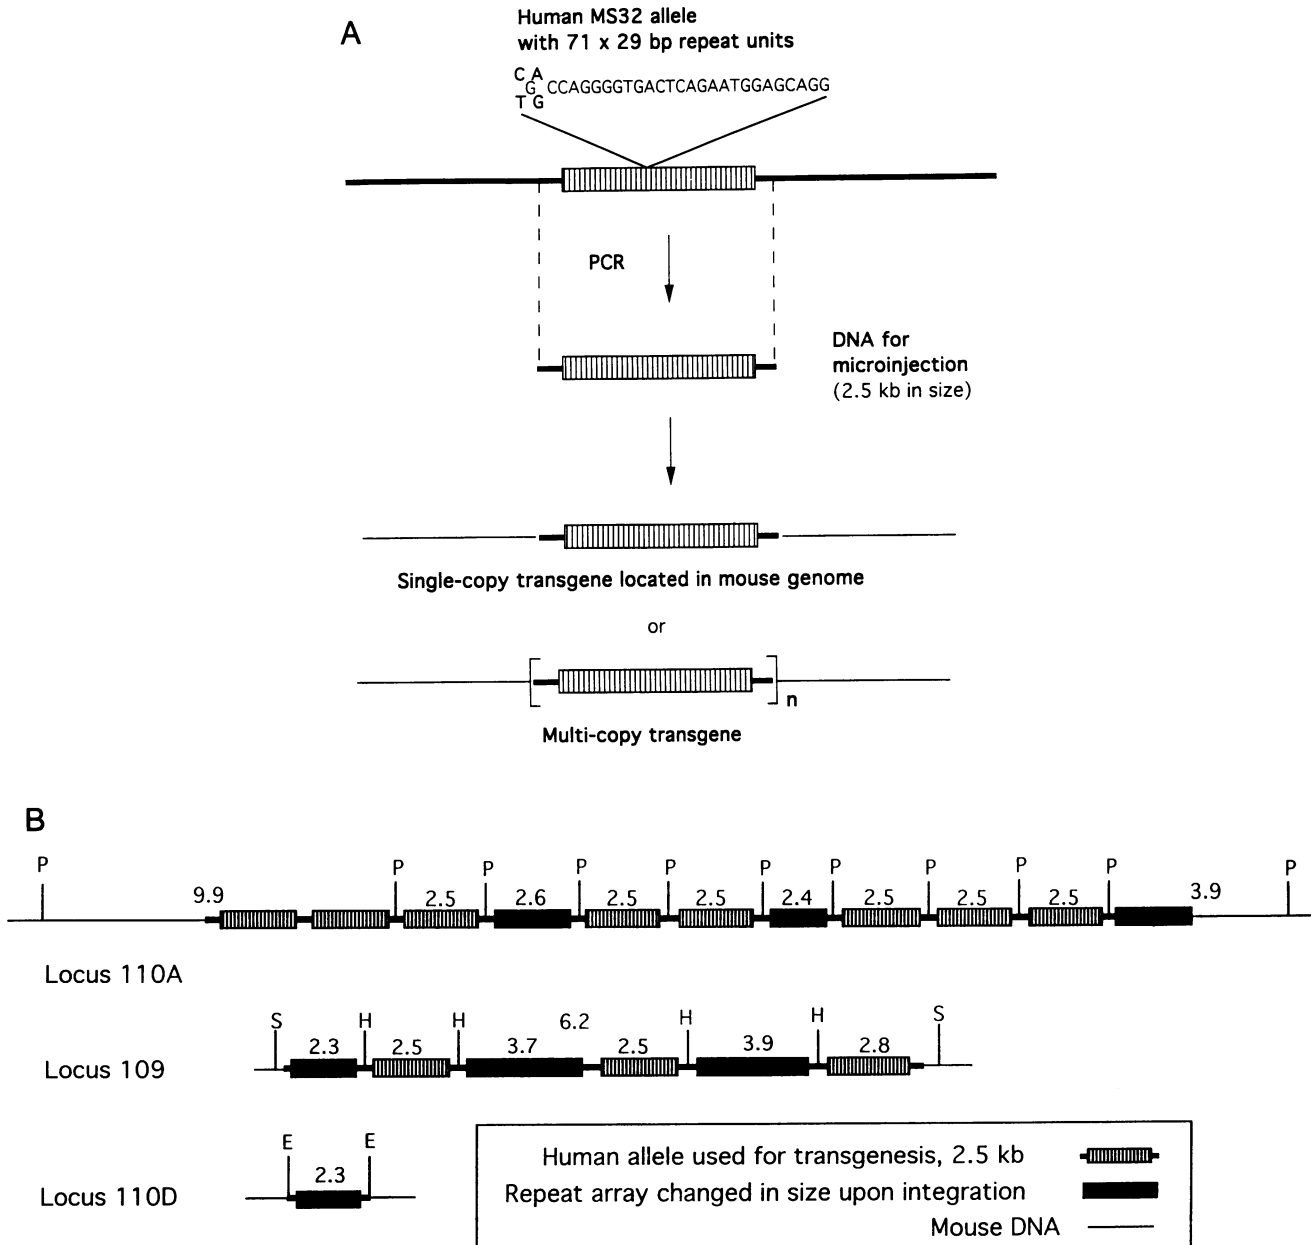 A
Human MS32 allele
with 71 x 29 bp repeat units
C A
G CCAGGGGTGACTCAGAATGGAGCAGG
T G
PCR
DNA for
microinjection
(2.5 kb in size)
Single-copy transgene located in mouse genome
or
n
Multi-copy transgene
B
P P P P P P P P P P P
9.9 2.5 2.6 2.5 2.5 2.4 2.5 2.5 2.5 3.9
Locus 110A
S H H 6.2 H H S
2.3 2.5 3.7 2.5 3.9 2.8
Locus 109
E E
2.3
Locus 110D
Human allele used for transgenesis, 2.5 kb
Repeat array changed in size upon integration
Mouse DNA